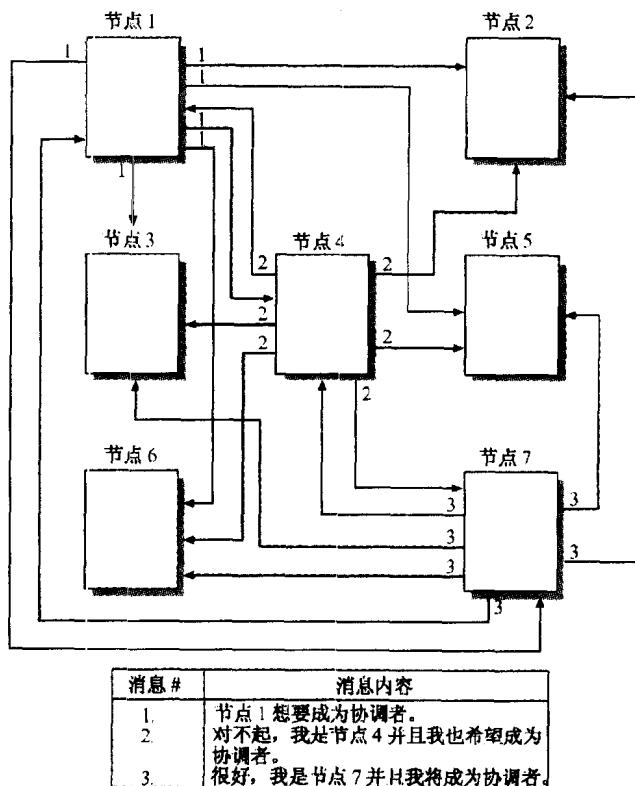 节点1
节点2
1
1
1
1
1
1
节点3
节点4
节点5
2
2
2
2
2
2
节点6
节点7
3
3
3
3
3
3
消息 # 消息内容
1. 节点1想要成为协调者。
2. 对不起，我是节点4并且我也希望成为
协调者。
3. 很好，我是节点7并且我将成为协调者。